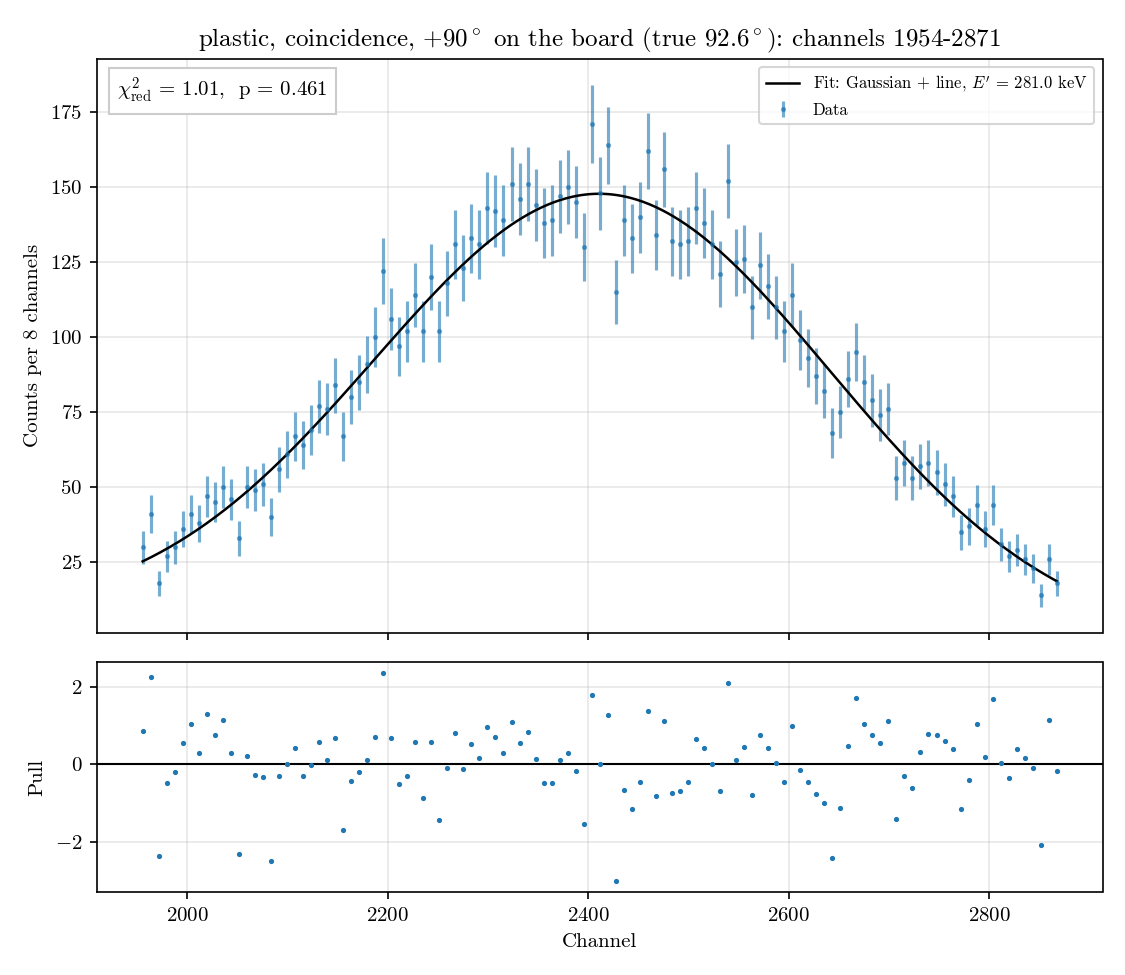 plastic, coincidence, +90° on the board (true 92.6°): channels 1954-2871
χ²red = 1.01, p = 0.461
Fit: Gaussian + line, E′ = 281.0 keV
Data
Counts per 8 channels
175
150
125
100
75
50
25
Pull
2
0
−2
2000 2200 2400 2600 2800
Channel